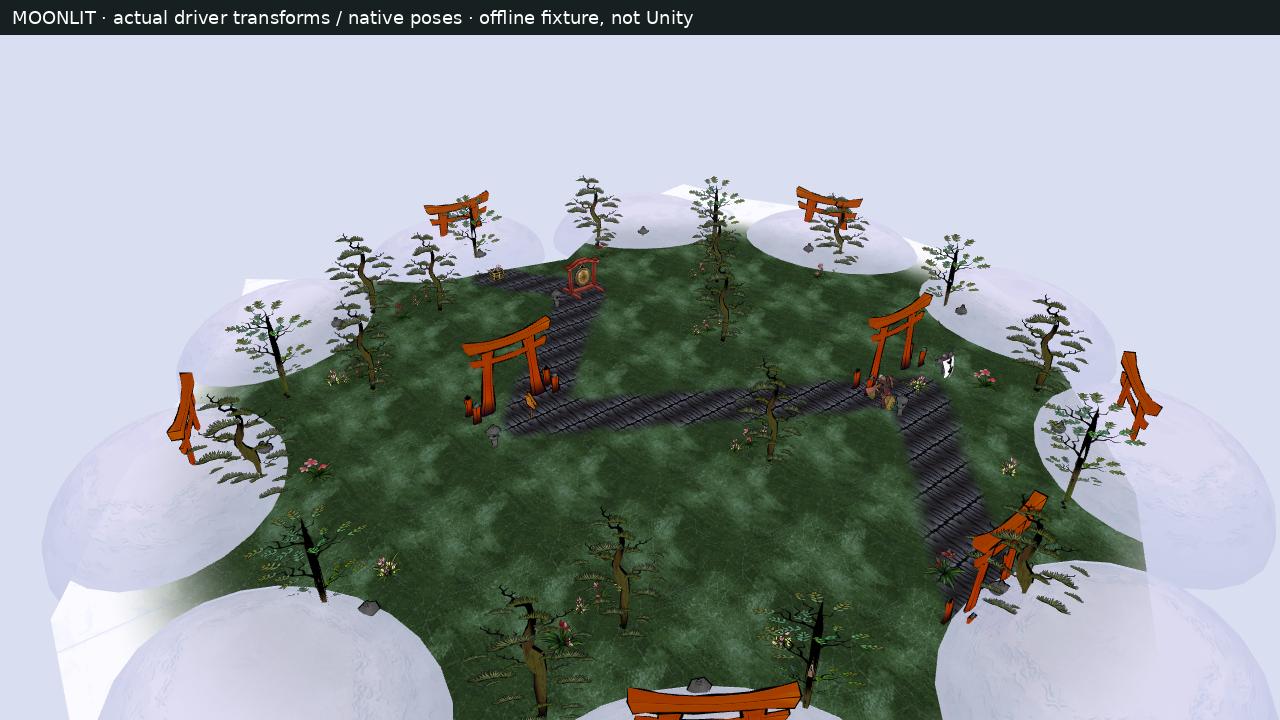 MOONLIT · actual driver transforms / native poses · offline fixture, not Unity